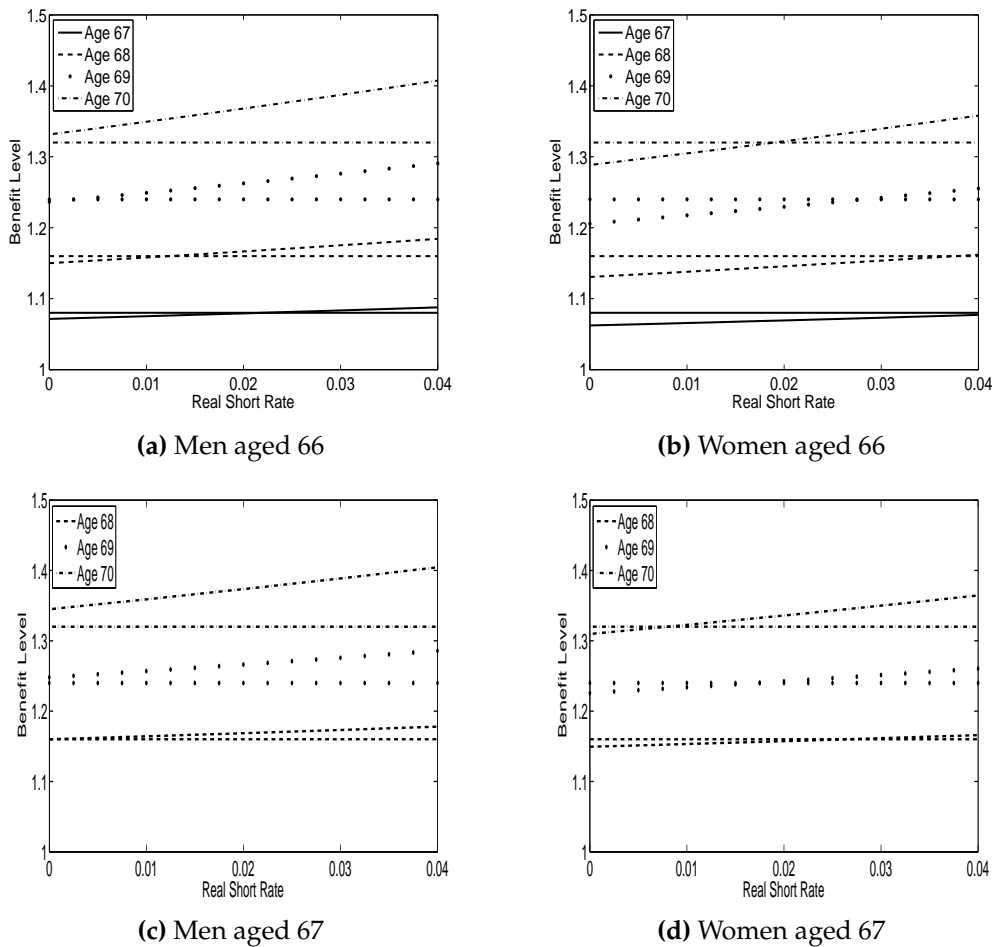 1.5
1.4
1.3
1.2
1.1
1
Benefit Level
Age 67
Age 68
Age 69
Age 70
0 0.01 0.02 0.03 0.04
Real Short Rate
(a) Men aged 66
1.5
1.4
1.3
1.2
1.1
1
Benefit Level
Age 67
Age 68
Age 69
Age 70
0 0.01 0.02 0.03 0.04
Real Short Rate
(b) Women aged 66
1.5
1.4
1.3
1.2
1.1
1
Benefit Level
Age 68
Age 69
Age 70
0 0.01 0.02 0.03 0.04
Real Short Rate
(c) Men aged 67
1.5
1.4
1.3
1.2
1.1
1
Benefit Level
Age 68
Age 69
Age 70
0 0.01 0.02 0.03 0.04
Real Short Rate
(d) Women aged 67